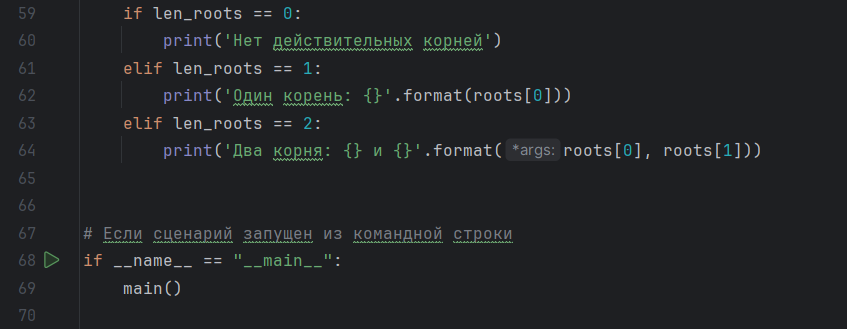 59 if len_roots == 0:
60 print('Нет действительных корней')
61 elif len_roots == 1:
62 print('Один корень: {}'.format(roots[0]))
63 elif len_roots == 2:
64 print('Два корня: {} и {}'.format( *args: roots[0], roots[1]))
65
66
67 # Если сценарий запущен из командной строки
68 if __name__ == "__main__":
69 main()
70